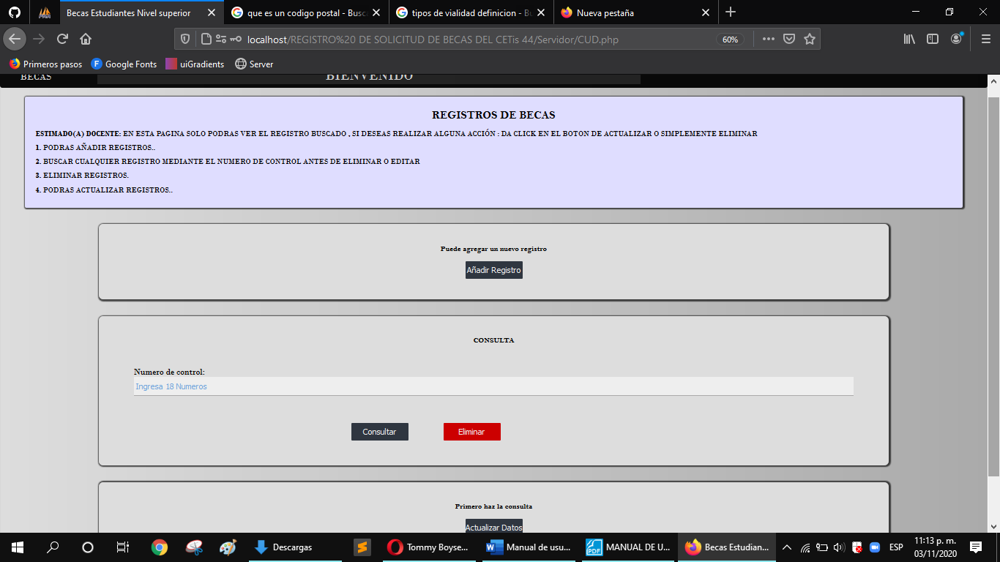 Becas Estudiantes Nivel superior
que es un codigo postal - Busc
tipos de vialidad definicion - Bu
Nueva pestaña
localhost/REGISTRO%20 DE SOLICITUD DE BECAS DEL CETis 44/Servidor/CUD.php
60%
Primeros pasos
Google Fonts
uiGradients
Server
BECAS
BIENVENIDO
REGISTROS DE BECAS
ESTIMADO(A) DOCENTE: EN ESTA PAGINA SOLO PODRAS VER EL REGISTRO BUSCADO , SI DESEAS REALIZAR ALGUNA ACCIÓN : DA CLICK EN EL BOTON DE ACTUALIZAR O SIMPLEMENTE ELIMINAR
1. PODRAS AÑADIR REGISTROS..
2. BUSCAR CUALQUIER REGISTRO MEDIANTE EL NUMERO DE CONTROL ANTES DE ELIMINAR O EDITAR
3. ELIMINAR REGISTROS.
4. PODRAS ACTUALIZAR REGISTROS..
Puede agregar un nuevo registro
Añadir Registro
CONSULTA
Numero de control:
Ingresa 18 Numeros
Consultar
Eliminar
Primero haz la consulta
Actualizar Datos
Descargas
Tommy Boyse...
Manual de usu...
MANUAL DE U...
Becas Estudian...
ESP
11:13 p. m.
03/11/2020